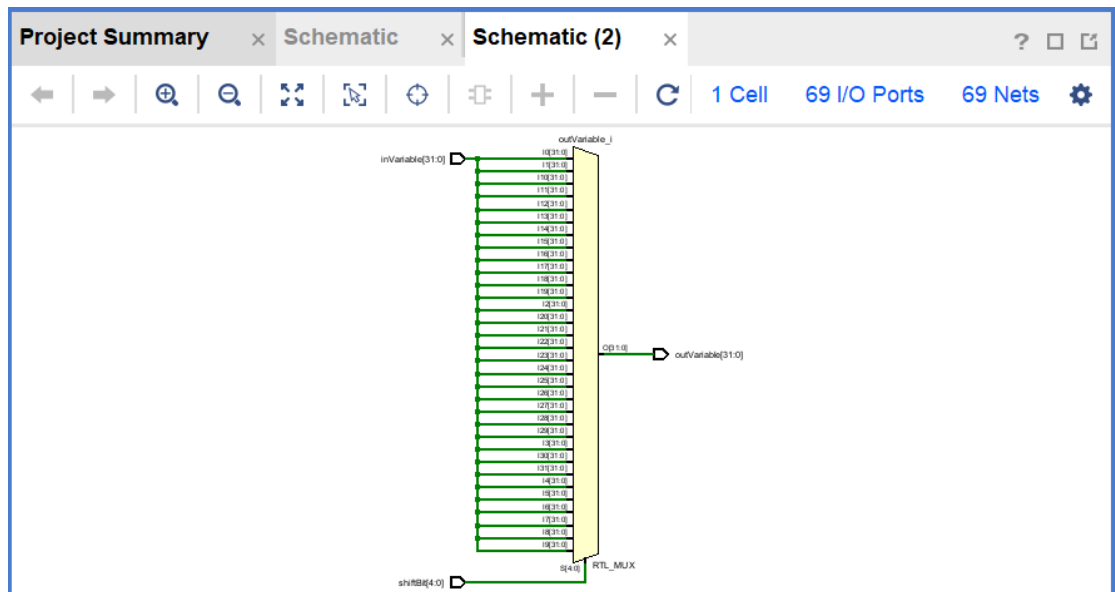 Project Summary × Schematic × Schematic (2) ×
1 Cell 69 I/O Ports 69 Nets
outVariable_i
inVariable[31:0]
I0[31:0]
I1[31:0]
I10[31:0]
I11[31:0]
I12[31:0]
I13[31:0]
I14[31:0]
I15[31:0]
I16[31:0]
I17[31:0]
I18[31:0]
I19[31:0]
I2[31:0]
I20[31:0]
I21[31:0]
I22[31:0]
I23[31:0]
I24[31:0]
I25[31:0]
I26[31:0]
I27[31:0]
I28[31:0]
I29[31:0]
I3[31:0]
I30[31:0]
I31[31:0]
I4[31:0]
I5[31:0]
I6[31:0]
I7[31:0]
I8[31:0]
I9[31:0]
O[31:0]
outVariable[31:0]
S[4:0] RTL_MUX
shiftBit[4:0]